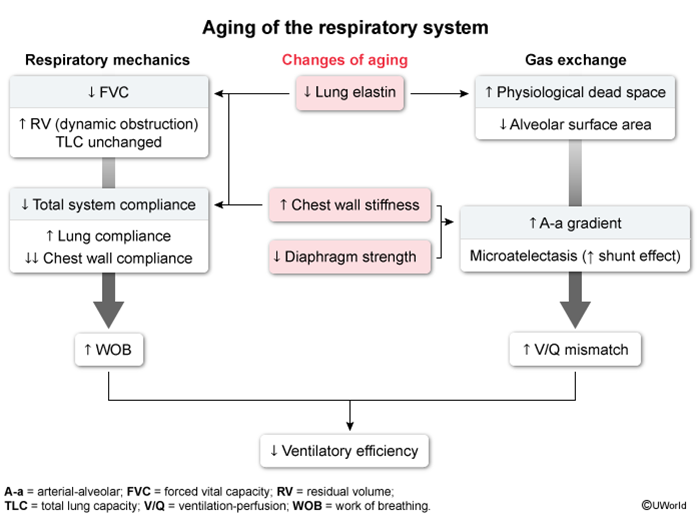 Aging of the respiratory system
Respiratory mechanics
Changes of aging
Gas exchange
↓ FVC
↑ RV (dynamic obstruction)
TLC unchanged
↓ Lung elastin
↑ Physiological dead space
↓ Alveolar surface area
↓ Total system compliance
↑ Lung compliance
↓↓ Chest wall compliance
↑ Chest wall stiffness
↓ Diaphragm strength
↑ A-a gradient
Microatelectasis (↑ shunt effect)
↑ WOB
↑ V/Q mismatch
↓ Ventilatory efficiency
A-a = arterial-alveolar; FVC = forced vital capacity; RV = residual volume;
TLC = total lung capacity; V/Q = ventilation-perfusion; WOB = work of breathing.
©UWorld